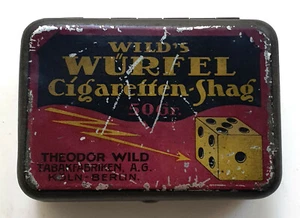 WILD'S
WÜRFEL
Cigaretten-Shag
50Gr.
THEODOR WILD
TABAKFABRIKEN, A.G.
KÖLN-BERLIN.